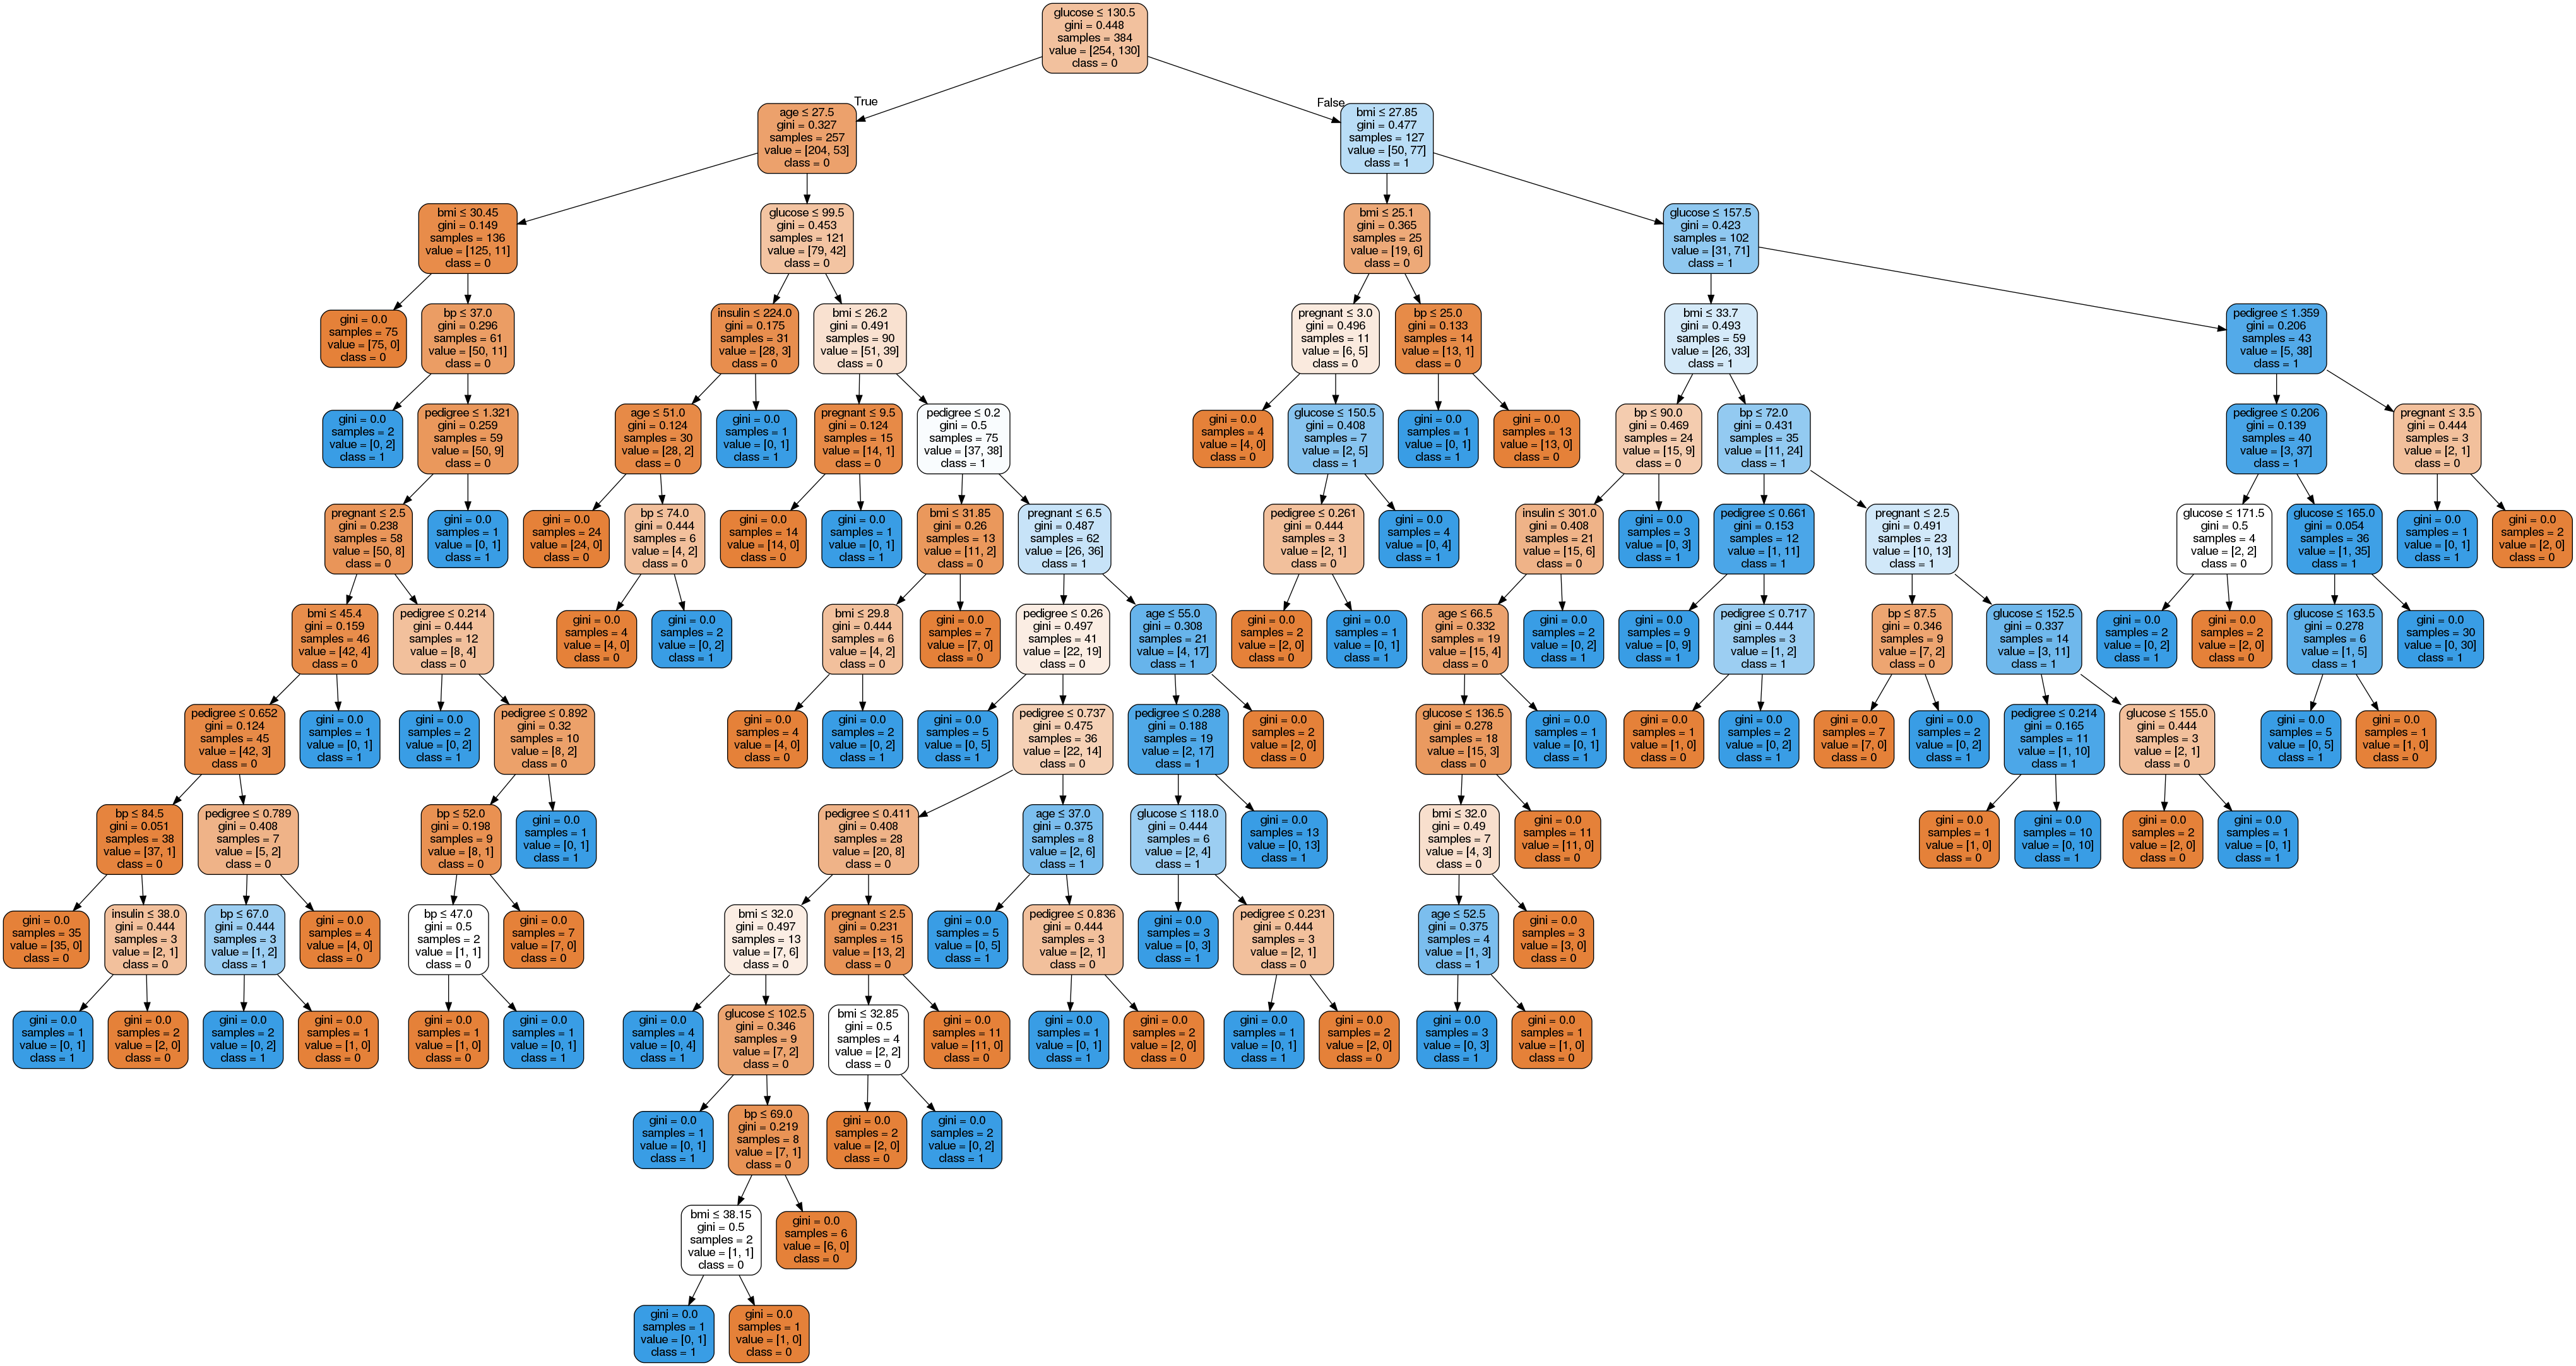 glucose ≤ 130.5
gini = 0.448
samples = 384
value = [254, 130]
class = 0
True
False
age ≤ 27.5
gini = 0.327
samples = 257
value = [204, 53]
class = 0
bmi ≤ 27.85
gini = 0.477
samples = 127
value = [50, 77]
class = 1
bmi ≤ 30.45
gini = 0.149
samples = 136
value = [125, 11]
class = 0
glucose ≤ 99.5
gini = 0.453
samples = 121
value = [79, 42]
class = 0
bmi ≤ 25.1
gini = 0.365
samples = 25
value = [19, 6]
class = 0
glucose ≤ 157.5
gini = 0.423
samples = 102
value = [31, 71]
class = 1
gini = 0.0
samples = 75
value = [75, 0]
class = 0
bp ≤ 37.0
gini = 0.296
samples = 61
value = [50, 11]
class = 0
insulin ≤ 224.0
gini = 0.175
samples = 31
value = [28, 3]
class = 0
bmi ≤ 26.2
gini = 0.491
samples = 90
value = [51, 39]
class = 0
pregnant ≤ 3.0
gini = 0.496
samples = 11
value = [6, 5]
class = 0
bp ≤ 25.0
gini = 0.133
samples = 14
value = [13, 1]
class = 0
bmi ≤ 33.7
gini = 0.493
samples = 59
value = [26, 33]
class = 1
pedigree ≤ 1.359
gini = 0.206
samples = 43
value = [5, 38]
class = 1
gini = 0.0
samples = 2
value = [0, 2]
class = 1
pedigree ≤ 1.321
gini = 0.259
samples = 59
value = [50, 9]
class = 0
age ≤ 51.0
gini = 0.124
samples = 30
value = [28, 2]
class = 0
gini = 0.0
samples = 1
value = [0, 1]
class = 1
pregnant ≤ 9.5
gini = 0.124
samples = 15
value = [14, 1]
class = 0
pedigree ≤ 0.2
gini = 0.5
samples = 75
value = [37, 38]
class = 1
gini = 0.0
samples = 4
value = [4, 0]
class = 0
glucose ≤ 150.5
gini = 0.408
samples = 7
value = [2, 5]
class = 1
gini = 0.0
samples = 1
value = [0, 1]
class = 1
gini = 0.0
samples = 13
value = [13, 0]
class = 0
bp ≤ 90.0
gini = 0.469
samples = 24
value = [15, 9]
class = 0
bp ≤ 72.0
gini = 0.431
samples = 35
value = [11, 24]
class = 1
pedigree ≤ 0.206
gini = 0.139
samples = 40
value = [3, 37]
class = 1
pregnant ≤ 3.5
gini = 0.444
samples = 3
value = [2, 1]
class = 0
pregnant ≤ 2.5
gini = 0.238
samples = 58
value = [50, 8]
class = 0
gini = 0.0
samples = 1
value = [0, 1]
class = 1
gini = 0.0
samples = 24
value = [24, 0]
class = 0
bp ≤ 74.0
gini = 0.444
samples = 6
value = [4, 2]
class = 0
gini = 0.0
samples = 14
value = [14, 0]
class = 0
gini = 0.0
samples = 1
value = [0, 1]
class = 1
bmi ≤ 31.85
gini = 0.26
samples = 13
value = [11, 2]
class = 0
pregnant ≤ 6.5
gini = 0.487
samples = 62
value = [26, 36]
class = 1
pedigree ≤ 0.261
gini = 0.444
samples = 3
value = [2, 1]
class = 0
gini = 0.0
samples = 4
value = [0, 4]
class = 1
insulin ≤ 301.0
gini = 0.408
samples = 21
value = [15, 6]
class = 0
gini = 0.0
samples = 3
value = [0, 3]
class = 1
pedigree ≤ 0.661
gini = 0.153
samples = 12
value = [1, 11]
class = 1
pregnant ≤ 2.5
gini = 0.491
samples = 23
value = [10, 13]
class = 1
glucose ≤ 171.5
gini = 0.5
samples = 4
value = [2, 2]
class = 0
glucose ≤ 165.0
gini = 0.054
samples = 36
value = [1, 35]
class = 1
gini = 0.0
samples = 1
value = [0, 1]
class = 1
gini = 0.0
samples = 2
value = [2, 0]
class = 0
bmi ≤ 45.4
gini = 0.159
samples = 46
value = [42, 4]
class = 0
pedigree ≤ 0.214
gini = 0.444
samples = 12
value = [8, 4]
class = 0
gini = 0.0
samples = 4
value = [4, 0]
class = 0
gini = 0.0
samples = 2
value = [0, 2]
class = 1
bmi ≤ 29.8
gini = 0.444
samples = 6
value = [4, 2]
class = 0
gini = 0.0
samples = 7
value = [7, 0]
class = 0
pedigree ≤ 0.26
gini = 0.497
samples = 41
value = [22, 19]
class = 0
age ≤ 55.0
gini = 0.308
samples = 21
value = [4, 17]
class = 1
gini = 0.0
samples = 2
value = [2, 0]
class = 0
gini = 0.0
samples = 1
value = [0, 1]
class = 1
age ≤ 66.5
gini = 0.332
samples = 19
value = [15, 4]
class = 0
gini = 0.0
samples = 2
value = [0, 2]
class = 1
gini = 0.0
samples = 9
value = [0, 9]
class = 1
pedigree ≤ 0.717
gini = 0.444
samples = 3
value = [1, 2]
class = 1
bp ≤ 87.5
gini = 0.346
samples = 9
value = [7, 2]
class = 0
glucose ≤ 152.5
gini = 0.337
samples = 14
value = [3, 11]
class = 1
gini = 0.0
samples = 2
value = [0, 2]
class = 1
gini = 0.0
samples = 2
value = [2, 0]
class = 0
glucose ≤ 163.5
gini = 0.278
samples = 6
value = [1, 5]
class = 1
gini = 0.0
samples = 30
value = [0, 30]
class = 1
pedigree ≤ 0.652
gini = 0.124
samples = 45
value = [42, 3]
class = 0
gini = 0.0
samples = 1
value = [0, 1]
class = 1
gini = 0.0
samples = 2
value = [0, 2]
class = 1
pedigree ≤ 0.892
gini = 0.32
samples = 10
value = [8, 2]
class = 0
gini = 0.0
samples = 4
value = [4, 0]
class = 0
gini = 0.0
samples = 2
value = [0, 2]
class = 1
gini = 0.0
samples = 5
value = [0, 5]
class = 1
pedigree ≤ 0.737
gini = 0.475
samples = 36
value = [22, 14]
class = 0
pedigree ≤ 0.288
gini = 0.188
samples = 19
value = [2, 17]
class = 1
gini = 0.0
samples = 2
value = [2, 0]
class = 0
glucose ≤ 136.5
gini = 0.278
samples = 18
value = [15, 3]
class = 0
gini = 0.0
samples = 1
value = [0, 1]
class = 1
gini = 0.0
samples = 1
value = [1, 0]
class = 0
gini = 0.0
samples = 2
value = [0, 2]
class = 1
gini = 0.0
samples = 7
value = [7, 0]
class = 0
gini = 0.0
samples = 2
value = [0, 2]
class = 1
pedigree ≤ 0.214
gini = 0.165
samples = 11
value = [1, 10]
class = 1
glucose ≤ 155.0
gini = 0.444
samples = 3
value = [2, 1]
class = 0
gini = 0.0
samples = 5
value = [0, 5]
class = 1
gini = 0.0
samples = 1
value = [1, 0]
class = 0
bp ≤ 84.5
gini = 0.051
samples = 38
value = [37, 1]
class = 0
pedigree ≤ 0.789
gini = 0.408
samples = 7
value = [5, 2]
class = 0
bp ≤ 52.0
gini = 0.198
samples = 9
value = [8, 1]
class = 0
gini = 0.0
samples = 1
value = [0, 1]
class = 1
pedigree ≤ 0.411
gini = 0.408
samples = 28
value = [20, 8]
class = 0
age ≤ 37.0
gini = 0.375
samples = 8
value = [2, 6]
class = 1
glucose ≤ 118.0
gini = 0.444
samples = 6
value = [2, 4]
class = 1
gini = 0.0
samples = 13
value = [0, 13]
class = 1
bmi ≤ 32.0
gini = 0.49
samples = 7
value = [4, 3]
class = 0
gini = 0.0
samples = 11
value = [11, 0]
class = 0
gini = 0.0
samples = 1
value = [1, 0]
class = 0
gini = 0.0
samples = 10
value = [0, 10]
class = 1
gini = 0.0
samples = 2
value = [2, 0]
class = 0
gini = 0.0
samples = 1
value = [0, 1]
class = 1
gini = 0.0
samples = 35
value = [35, 0]
class = 0
insulin ≤ 38.0
gini = 0.444
samples = 3
value = [2, 1]
class = 0
bp ≤ 67.0
gini = 0.444
samples = 3
value = [1, 2]
class = 1
gini = 0.0
samples = 4
value = [4, 0]
class = 0
bp ≤ 47.0
gini = 0.5
samples = 2
value = [1, 1]
class = 0
gini = 0.0
samples = 7
value = [7, 0]
class = 0
bmi ≤ 32.0
gini = 0.497
samples = 13
value = [7, 6]
class = 0
pregnant ≤ 2.5
gini = 0.231
samples = 15
value = [13, 2]
class = 0
gini = 0.0
samples = 5
value = [0, 5]
class = 1
pedigree ≤ 0.836
gini = 0.444
samples = 3
value = [2, 1]
class = 0
gini = 0.0
samples = 3
value = [0, 3]
class = 1
pedigree ≤ 0.231
gini = 0.444
samples = 3
value = [2, 1]
class = 0
age ≤ 52.5
gini = 0.375
samples = 4
value = [1, 3]
class = 1
gini = 0.0
samples = 3
value = [3, 0]
class = 0
gini = 0.0
samples = 1
value = [0, 1]
class = 1
gini = 0.0
samples = 2
value = [2, 0]
class = 0
gini = 0.0
samples = 2
value = [0, 2]
class = 1
gini = 0.0
samples = 1
value = [1, 0]
class = 0
gini = 0.0
samples = 1
value = [1, 0]
class = 0
gini = 0.0
samples = 1
value = [0, 1]
class = 1
gini = 0.0
samples = 4
value = [0, 4]
class = 1
glucose ≤ 102.5
gini = 0.346
samples = 9
value = [7, 2]
class = 0
bmi ≤ 32.85
gini = 0.5
samples = 4
value = [2, 2]
class = 0
gini = 0.0
samples = 11
value = [11, 0]
class = 0
gini = 0.0
samples = 1
value = [0, 1]
class = 1
gini = 0.0
samples = 2
value = [2, 0]
class = 0
gini = 0.0
samples = 1
value = [0, 1]
class = 1
gini = 0.0
samples = 2
value = [2, 0]
class = 0
gini = 0.0
samples = 3
value = [0, 3]
class = 1
gini = 0.0
samples = 1
value = [1, 0]
class = 0
gini = 0.0
samples = 1
value = [0, 1]
class = 1
bp ≤ 69.0
gini = 0.219
samples = 8
value = [7, 1]
class = 0
gini = 0.0
samples = 2
value = [2, 0]
class = 0
gini = 0.0
samples = 2
value = [0, 2]
class = 1
bmi ≤ 38.15
gini = 0.5
samples = 2
value = [1, 1]
class = 0
gini = 0.0
samples = 6
value = [6, 0]
class = 0
gini = 0.0
samples = 1
value = [0, 1]
class = 1
gini = 0.0
samples = 1
value = [1, 0]
class = 0